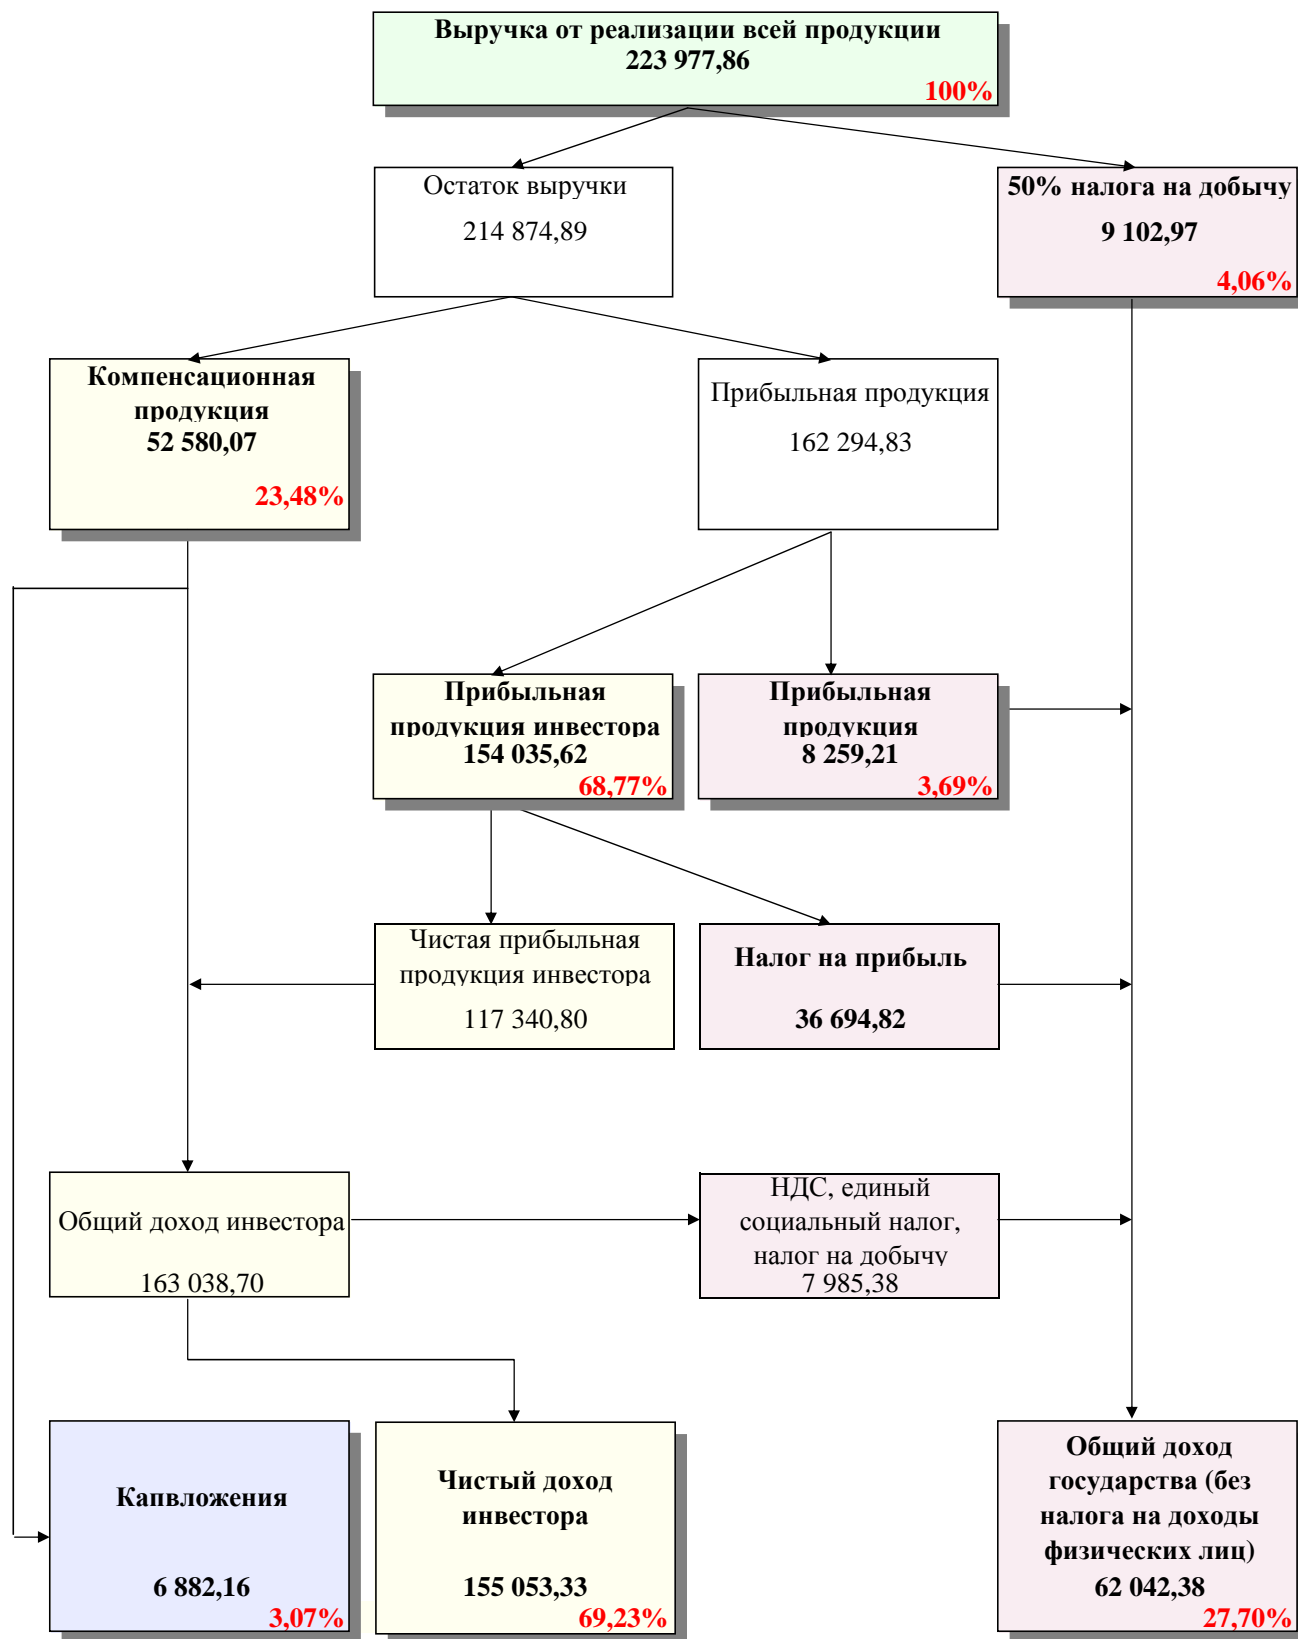 Выручка от реализации всей продукции
223 977,86
100%
Остаток выручки
214 874,89
50% налога на добычу
9 102,97
4,06%
Компенсационная
продукция
52 580,07
23,48%
Прибыльная продукция
162 294,83
Прибыльная
продукция инвестора
154 035,62
68,77%
Прибыльная
продукция
8 259,21
3,69%
Чистая прибыльная
продукция инвестора
117 340,80
Налог на прибыль
36 694,82
Общий доход инвестора
163 038,70
НДС, единый
социальный налог,
налог на добычу
7 985,38
Капвложения
6 882,16
3,07%
Чистый доход
инвестора
155 053,33
69,23%
Общий доход
государства (без
налога на доходы
физических лиц)
62 042,38
27,70%